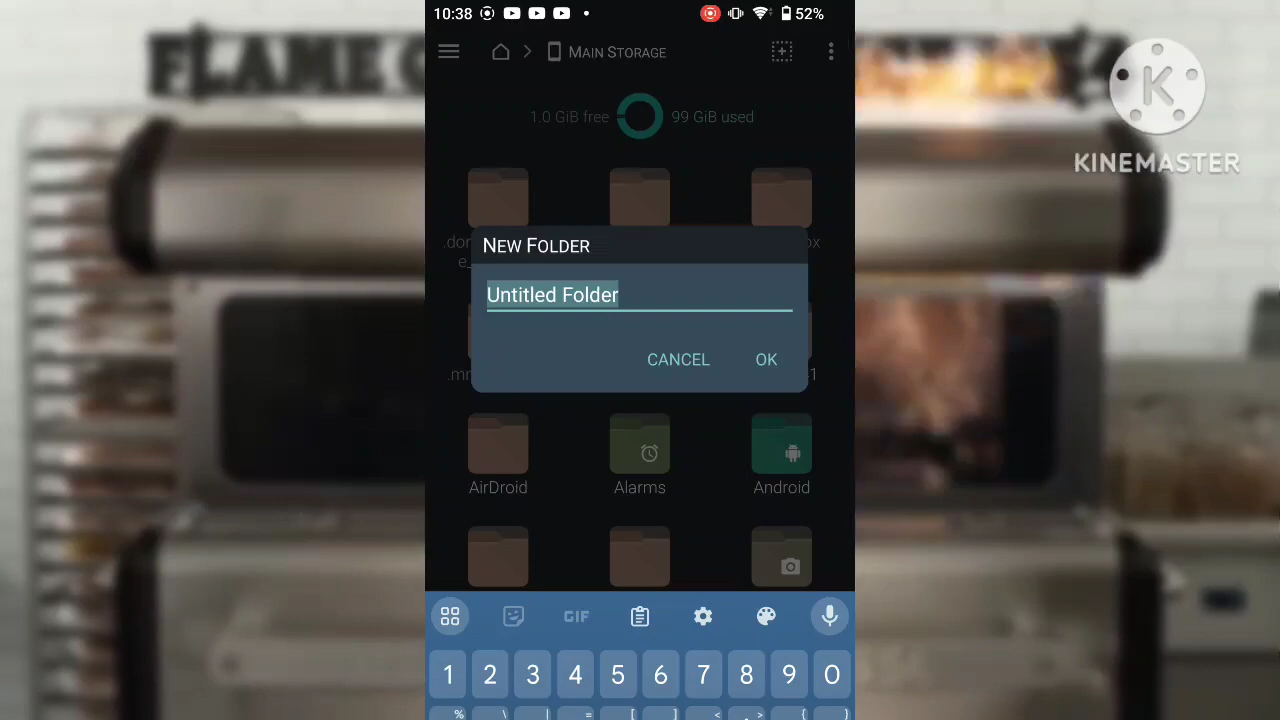 FLAME
10:38
52%
KINEMASTER
MAIN STORAGE
1.0 GiB free
99 GiB used
NEW FOLDER
Untitled Folder
CANCEL
OK
AirDroid
Alarms
Android
GIF
1 2 3 4 5 6 7 8 9 0
% \ | = [ ] < > { }